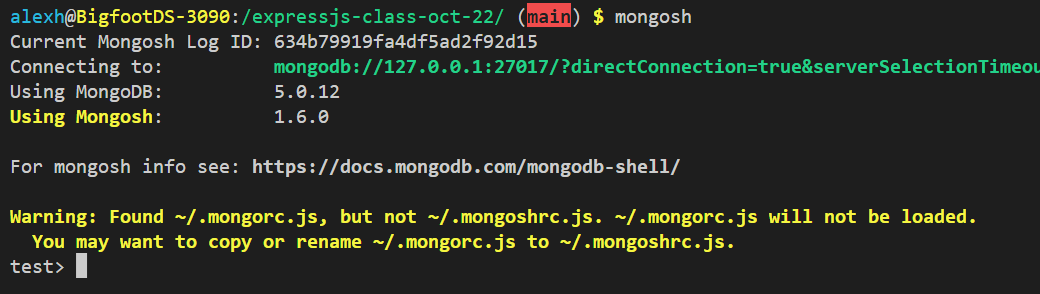 alexh@BigfootDS-3090:/expressjs-class-oct-22/ (main) $ mongosh
Current Mongosh Log ID: 634b79919fa4df5ad2f92d15
Connecting to: mongodb://127.0.0.1:27017/?directConnection=true&serverSelectionTimeou
Using MongoDB: 5.0.12
Using Mongosh: 1.6.0
For mongosh info see: https://docs.mongodb.com/mongodb-shell/
Warning: Found ~/.mongorc.js, but not ~/.mongoshrc.js. ~/.mongorc.js will not be loaded.
You may want to copy or rename ~/.mongorc.js to ~/.mongoshrc.js.
test>